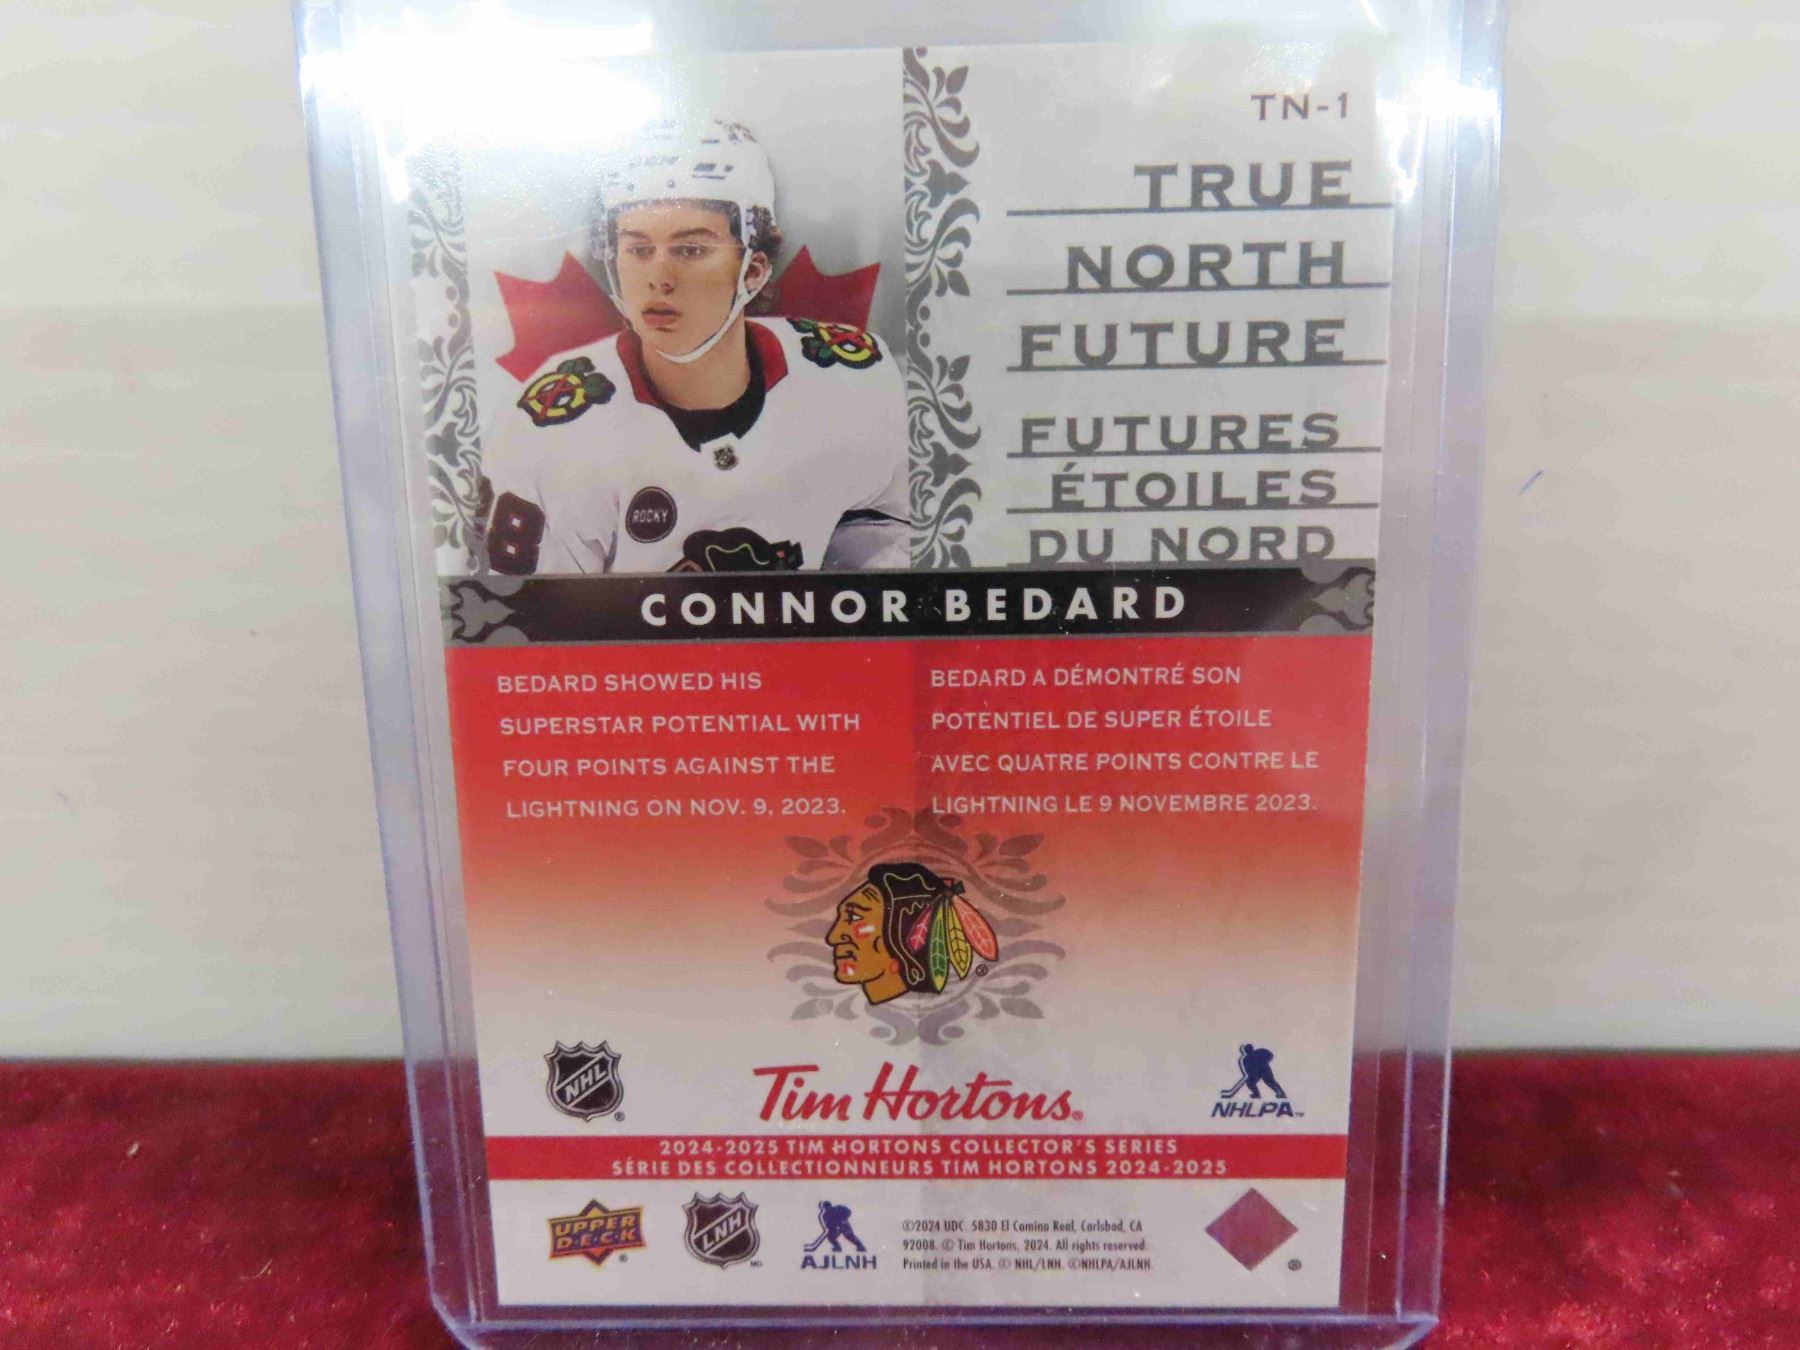 TN-1
TRUE
NORTH
FUTURE
FUTURES
ÉTOILES
DU NORD
8
ROCKY
CONNOR BEDARD
BEDARD SHOWED HIS
SUPERSTAR POTENTIAL WITH
FOUR POINTS AGAINST THE
LIGHTNING ON NOV. 9, 2023.
BEDARD A DÉMONTRÉ SON
POTENTIEL DE SUPER ÉTOILE
AVEC QUATRE POINTS CONTRE LE
LIGHTNING LE 9 NOVEMBRE 2023.
NHL
Tim Hortons®
NHLPA™
2024-2025 TIM HORTONS COLLECTOR'S SERIES
SÉRIE DES COLLECTIONNEURS TIM HORTONS 2024-2025
UPPER
D·E·C·K
LNH
MD
AJLNH
©2024 UDC. 5830 El Camino Real, Carlsbad, CA
92008. © Tim Hortons, 2024. All rights reserved.
Printed in the USA. © NHL/LNH. ©NHLPA/AJLNH.